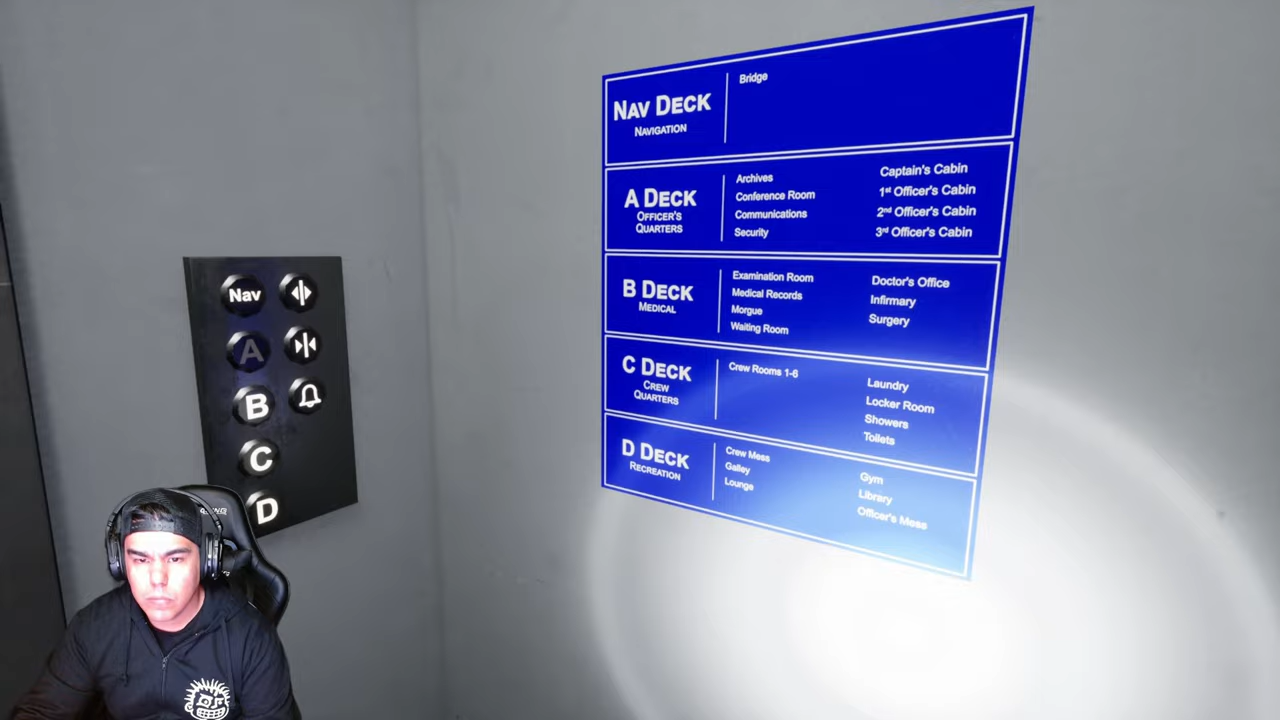 Nav
A
B
C
D
NAV DECK
NAVIGATION
Bridge
A DECK
OFFICER'S
QUARTERS
Archives
Conference Room
Communications
Security
Captain's Cabin
1st Officer's Cabin
2nd Officer's Cabin
3rd Officer's Cabin
B DECK
MEDICAL
Examination Room
Medical Records
Morgue
Waiting Room
Doctor's Office
Infirmary
Surgery
C DECK
CREW
QUARTERS
Crew Rooms 1-6
Laundry
Locker Room
Showers
Toilets
D DECK
RECREATION
Crew Mess
Galley
Lounge
Gym
Library
Officer's Mess